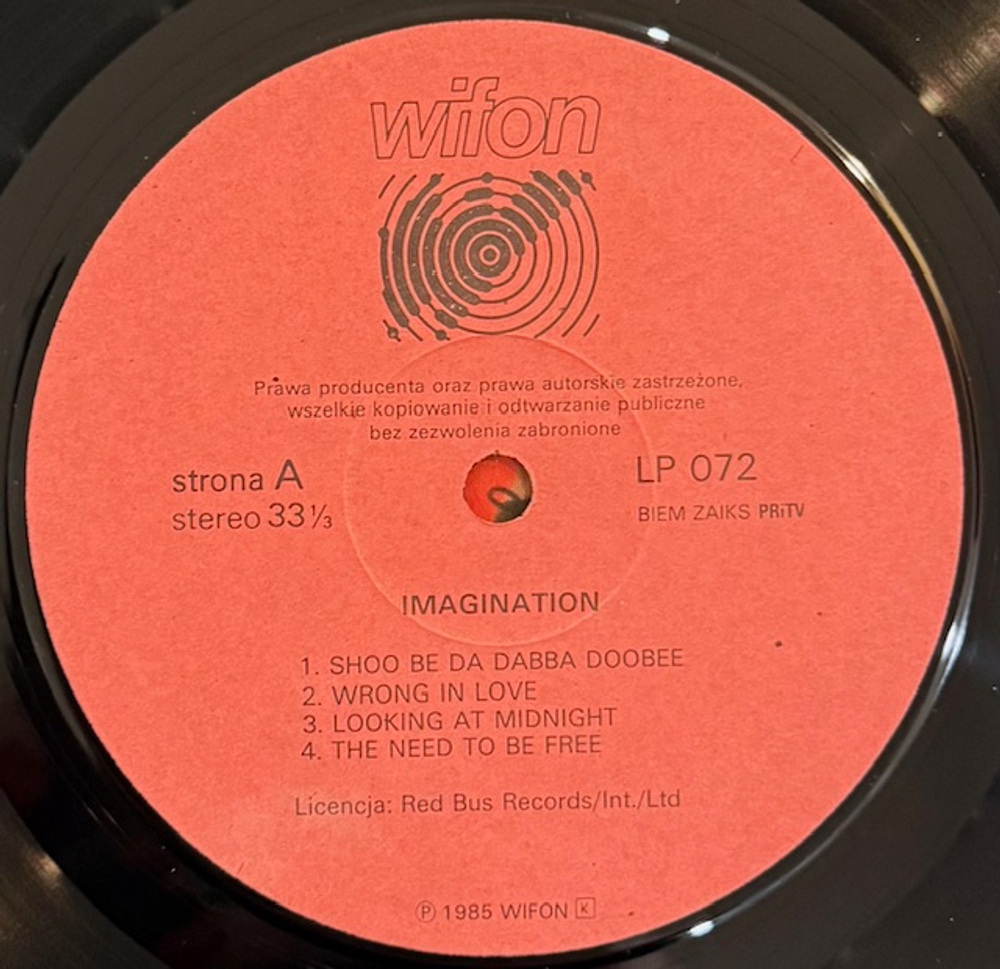 wifon
Prawa producenta oraz prawa autorskie zastrzeżone,
wszelkie kopiowanie i odtwarzanie publiczne
bez zezwolenia zabronione
strona A
stereo 33⅓
LP 072
BIEM ZAIKS PRiTV
IMAGINATION
1. SHOO BE DA DABBA DOOBEE
2. WRONG IN LOVE
3. LOOKING AT MIDNIGHT
4. THE NEED TO BE FREE
Licencja: Red Bus Records/Int./Ltd
Ⓟ 1985 WIFON K